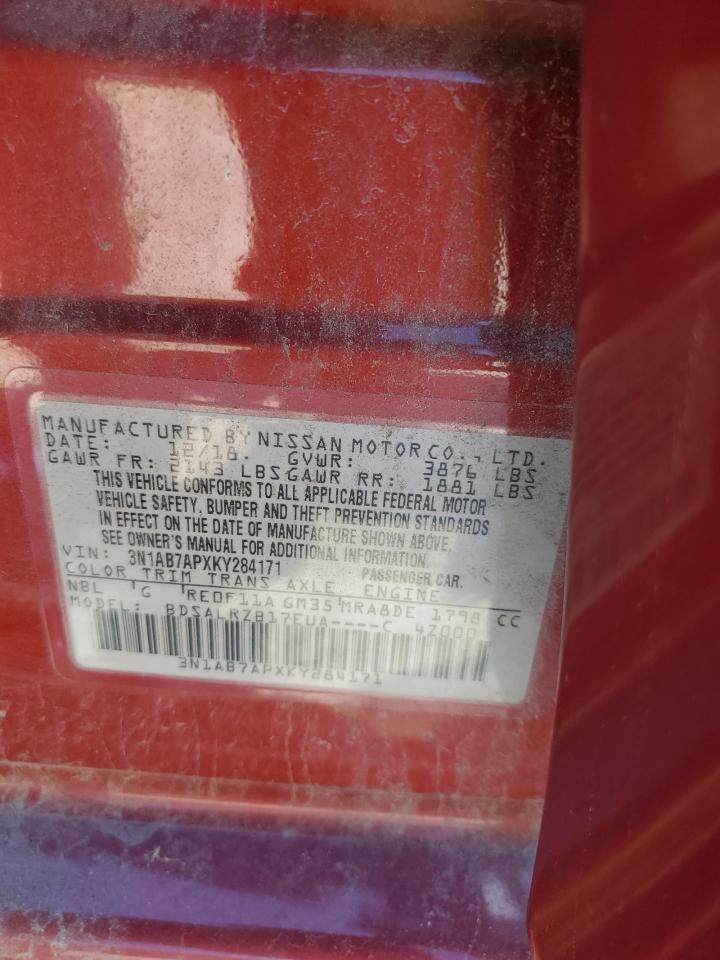 MANUFACTURED BY NISSAN MOTOR CO., LTD.
DATE: 12/18. GVWR: 3876 LBS
GAWR FR: 2143 LBS GAWR RR: 1881 LBS
THIS VEHICLE CONFORMS TO ALL APPLICABLE FEDERAL MOTOR
VEHICLE SAFETY, BUMPER AND THEFT PREVENTION STANDARDS
IN EFFECT ON THE DATE OF MANUFACTURE SHOWN ABOVE.
SEE OWNER'S MANUAL FOR ADDITIONAL INFORMATION.
VIN: 3N1AB7APXKY284171 PASSENGER CAR.
COLOR TRIM TRANS AXLE ENGINE
NBL G RE0F11A GM35 MRA8DE 1798 CC
MODEL: BDSALRZB17EUA----C 4Z000
3N1AB7APXKY284171